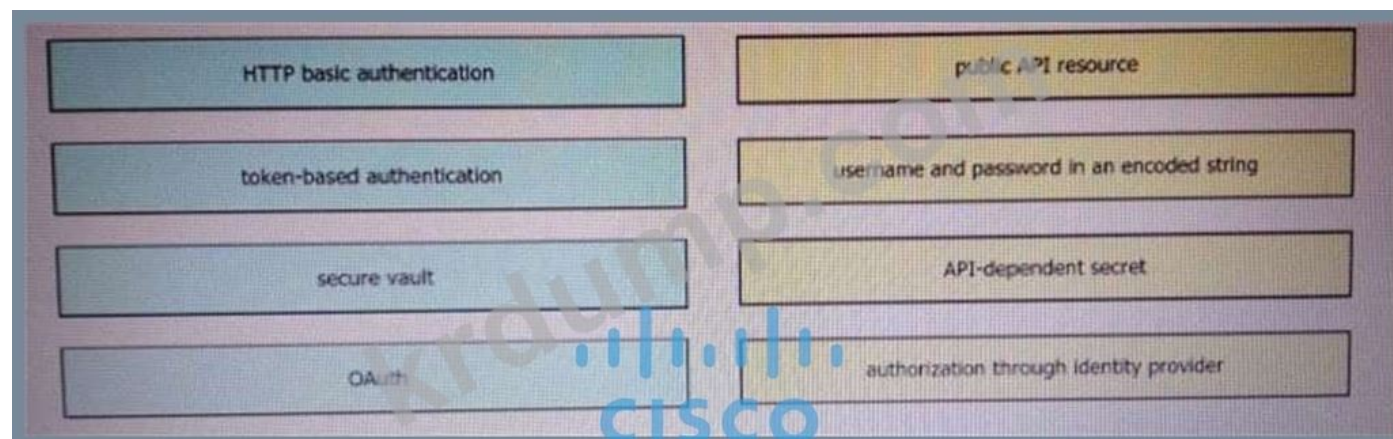 HTTP basic authentication
public API resource
token-based authentication
username and password in an encoded string
secure vault
API-dependent secret
OAuth
authorization through identity provider
krdump.com
CISCO